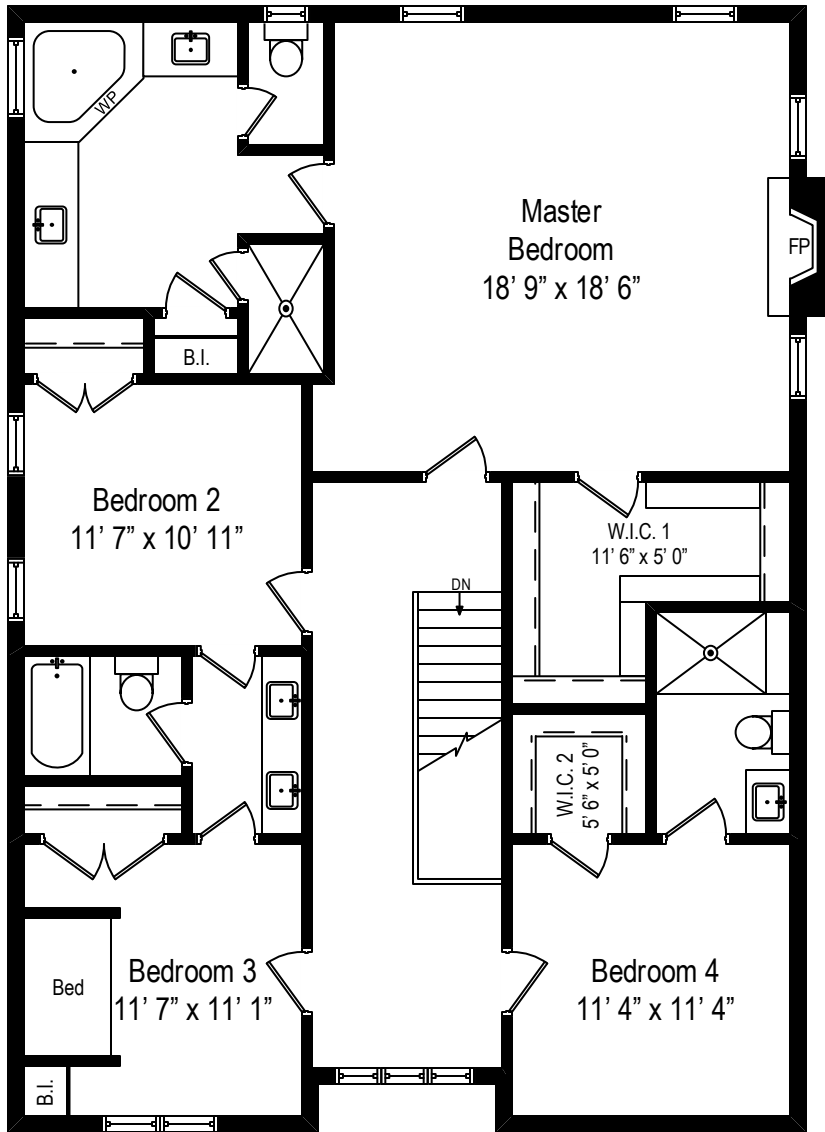 WP
Master
Bedroom
18’ 9” x 18’ 6”
FP
B.I.
Bedroom 2
11’ 7” x 10’ 11”
W.I.C. 1
11’ 6” x 5’ 0”
DN
W.I.C. 2
5’ 6” x 5’ 0”
Bed
Bedroom 3
11’ 7” x 11’ 1”
Bedroom 4
11’ 4” x 11’ 4”
B.I.